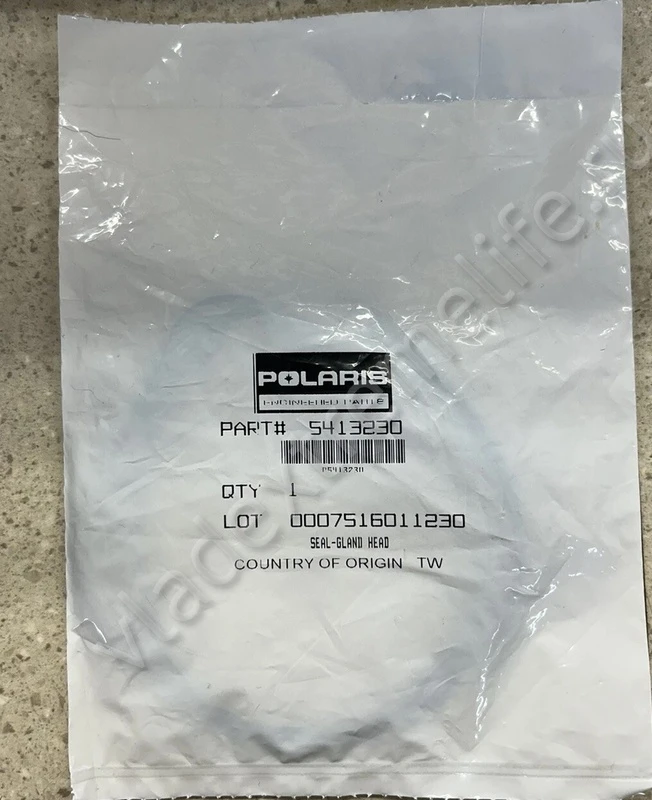 POLARIS
ENGINEERED PARTS
PART# 5413230
P5413230
QTY 1
LOT 0007516011230
SEAL-GLAND HEAD
COUNTRY OF ORIGIN TW